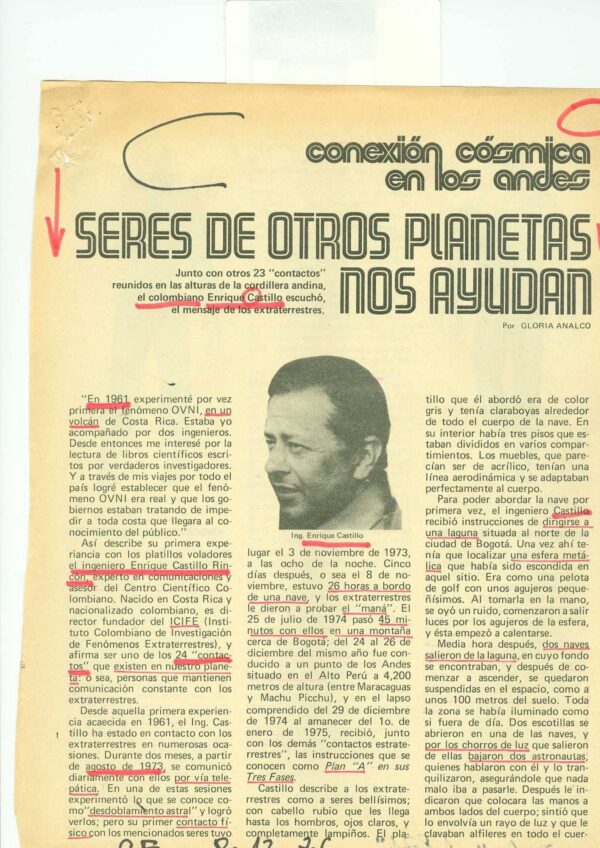 conexión cósmica
en los andes
SERES DE OTROS PLANETAS
NOS AYUDAN
Junto con otros 23 "contactos"
reunidos en las alturas de la cordillera andina,
el colombiano Enrique Castillo escuchó,
el mensaje de los extraterrestres.
Por GLORIA ANALCO
"En 1961 experimenté por vez
primera el fenómeno OVNI, en un
volcán de Costa Rica. Estaba yo
acompañado por dos ingenieros.
Desde entonces me interesé por la
lectura de libros científicos escri-
tos por verdaderos investigadores.
Y a través de mis viajes por todo el
país logré establecer que el fenó-
meno OVNI era real y que los go-
biernos estaban tratando de impe-
dir a toda costa que llegara al co-
nocimiento del público."
Así describe su primera expe-
riancia con los platillos voladores
el ingeniero Enrique Castillo Rin-
cón, experto en comunicaciones y
asesor del Centro Científico Co-
lombiano. Nacido en Costa Rica y
nacionalizado colombiano, es di-
rector fundador del ICIFE (Insti-
tuto Colombiano de Investigación
de Fenómenos Extraterrestres), y
afirma ser uno de los 24 "contac-
tos" que existen en nuestro plane-
ta: o sea, personas que mantienen
comunicación constante con los
extraterrestres.
Desde aquella primera experien-
cia acaecida en 1961, el Ing. Cas-
tillo ha estado en contacto con los
extraterrestres en numerosas oca-
siones. Durante dos meses, a partir
de agosto de 1973, se comunicó
diariamente con ellos por vía tele-
pática. En una de estas sesiones
experimentó lo que se conoce co-
mo "desdoblamiento astral" y logró
verlos; pero su primer contacto fí-
sico con los mencionados seres tuvo
Ing. Enrique Castillo
lugar el 3 de noviembre de 1973,
a las ocho de la noche. Cinco
días después, o sea el 8 de no-
viembre, estuvo 26 horas a bordo
de una nave, y los extraterrestres
le dieron a probar el "maná". El
25 de julio de 1974 pasó 45 mi-
nutos con ellos en una montaña
cerca de Bogotá; del 24 al 26 de
diciembre del mismo año fue con-
ducido a un punto de los Andes
situado en el Alto Perú a 4,200
metros de altura (entre Maracaguas
y Machu Picchu), y en el lapso
comprendido del 29 de diciembre
de 1974 al amanecer del 1o. de
enero de 1975, recibió, junto
con los demás "contactos estrate-
rrestres", las instrucciones que se
conocen como Plan "A" en sus
Tres Fases.
Castillo describe a los extrate-
rrestres como a seres bellísimos;
con cabello rubio que les llega
hasta los hombros, ojos claros, y
completamente lampiños. El pla-
tillo que él abordó era de color
gris y tenía claraboyas alrededor
de todo el cuerpo de la nave. En
su interior había tres pisos que es-
taban divididos en varios compar-
timientos. Los muebles, que pare-
cían ser de acrílico, tenían una
línea aerodinámica y se adaptaban
perfectamente al cuerpo.
Para poder abordar la nave por
primera vez, el ingeniero Castillo
recibió instrucciones de dirigirse a
una laguna situada al norte de la
ciudad de Bogotá. Una vez ahí te-
nía que localizar una esfera metá-
lica que había sido escondida en
aquel sitio. Era como una pelota
de golf con unos agujeros peque-
ñísimos. Al tomarla en la mano,
se oyó un ruido, comenzaron a salir
luces por los agujeros de la esfera,
y ésta empezó a calentarse.
Media hora después, dos naves
salieron de la laguna, en cuyo fondo
se encontraban, y después de co-
menzar a ascender, se quedaron
suspendidas en el espacio, como a
unos 100 metros del suelo. Toda
la zona se había iluminado como
si fuera de día. Dos escotillas se
abrieron en una de las naves, y
por los chorros de luz que salieron
de ellas bajaron dos astronautas,
quienes hablaron con él y lo tran-
quilizaron, asegurándole que nada
malo iba a pasarle. Después le in-
dicaron que colocara las manos a
ambos lados del cuerpo; sintió que
lo envolvía un rayo de luz y que le
clavaban alfileres en todo el cuer-